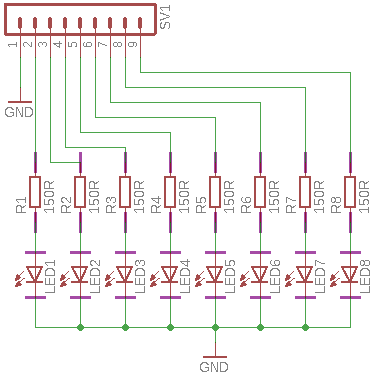 SV1
1 2 3 4 5 6 7 8 9
GND
R1 150R R2 150R R3 150R R4 150R R5 150R R6 150R R7 150R R8 150R
LED1 LED2 LED3 LED4 LED5 LED6 LED7 LED8
GND